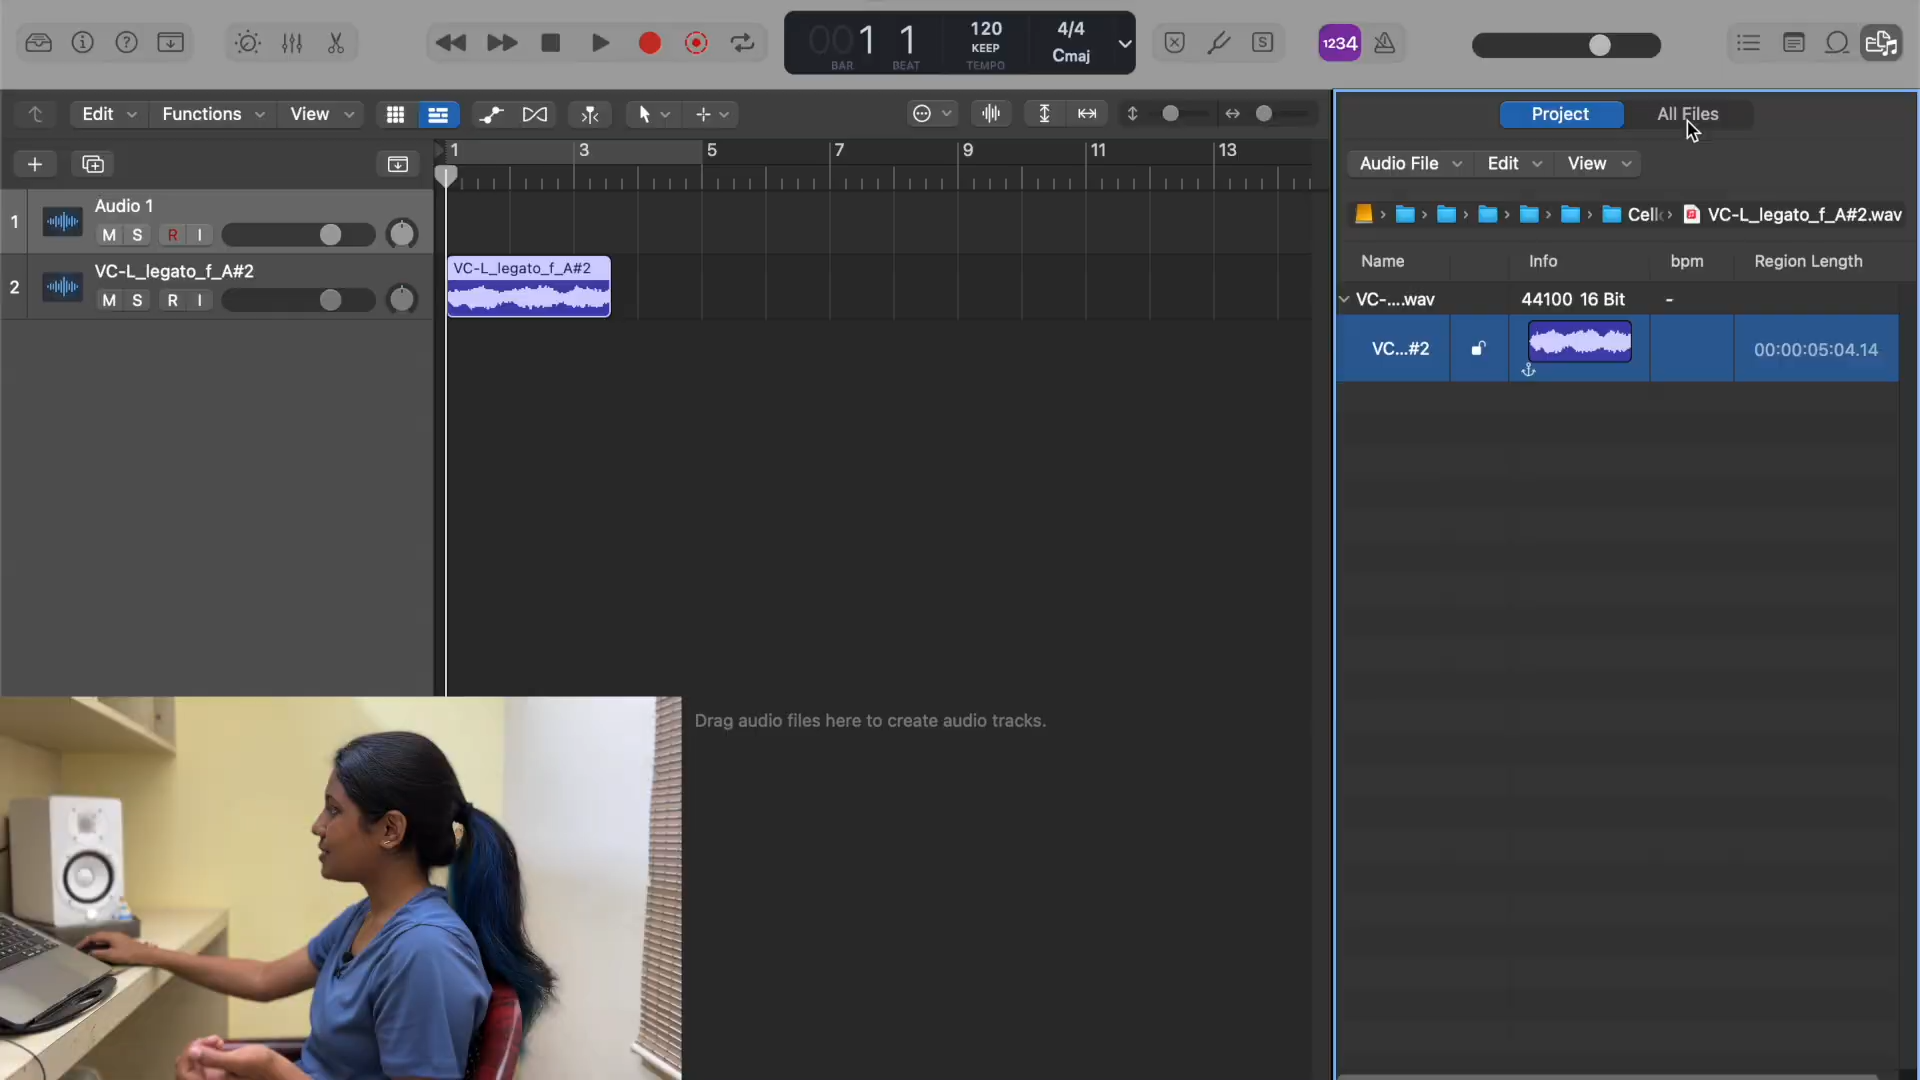 001 1
BAR BEAT
120
KEEP
TEMPO
4/4
Cmaj
S
1234
Edit Functions View
Project All Files
Audio File Edit View
1 3 5 7 9 11 13
1 Audio 1
M S R I
2 VC-L_legato_f_A#2
M S R I
VC-L_legato_f_A#2
VC-L_legato_f_A#2.wav
Name Info bpm Region Length
VC-....wav 44100 16 Bit -
VC...#2 00:00:05:04.14
Drag audio files here to create audio tracks.